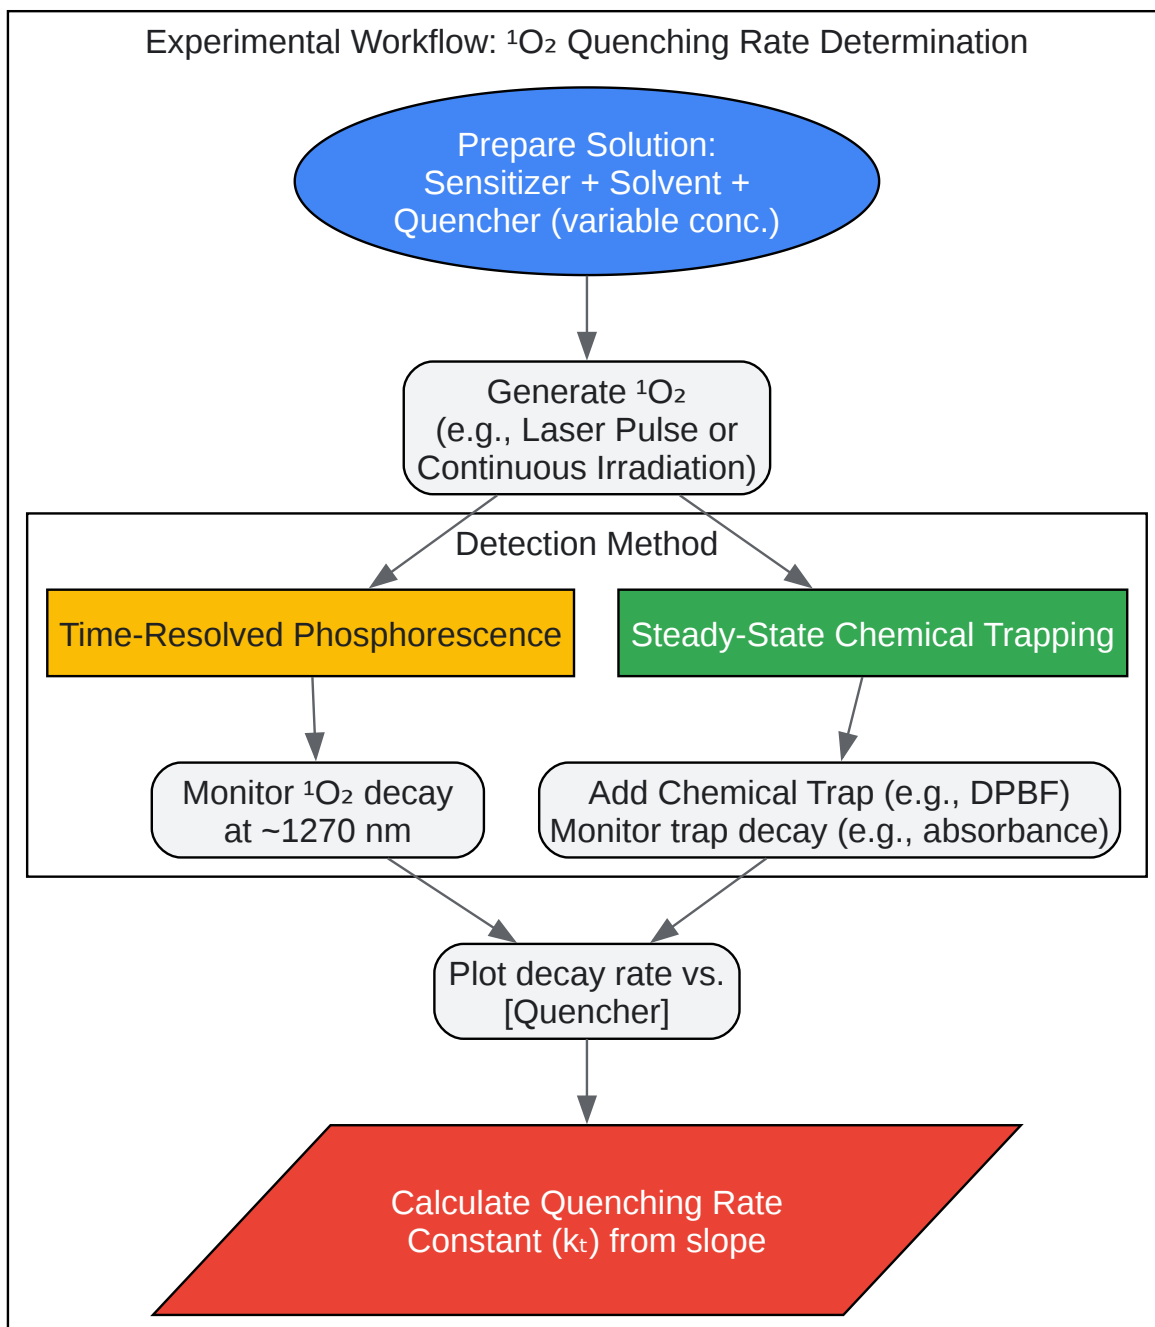 Experimental Workflow: ¹O₂ Quenching Rate Determination
Prepare Solution:
Sensitizer + Solvent +
Quencher (variable conc.)
Generate ¹O₂
(e.g., Laser Pulse or
Continuous Irradiation)
Detection Method
Time-Resolved Phosphorescence
Steady-State Chemical Trapping
Monitor ¹O₂ decay
at ~1270 nm
Add Chemical Trap (e.g., DPBF)
Monitor trap decay (e.g., absorbance)
Plot decay rate vs.
[Quencher]
Calculate Quenching Rate
Constant (kₜ) from slope